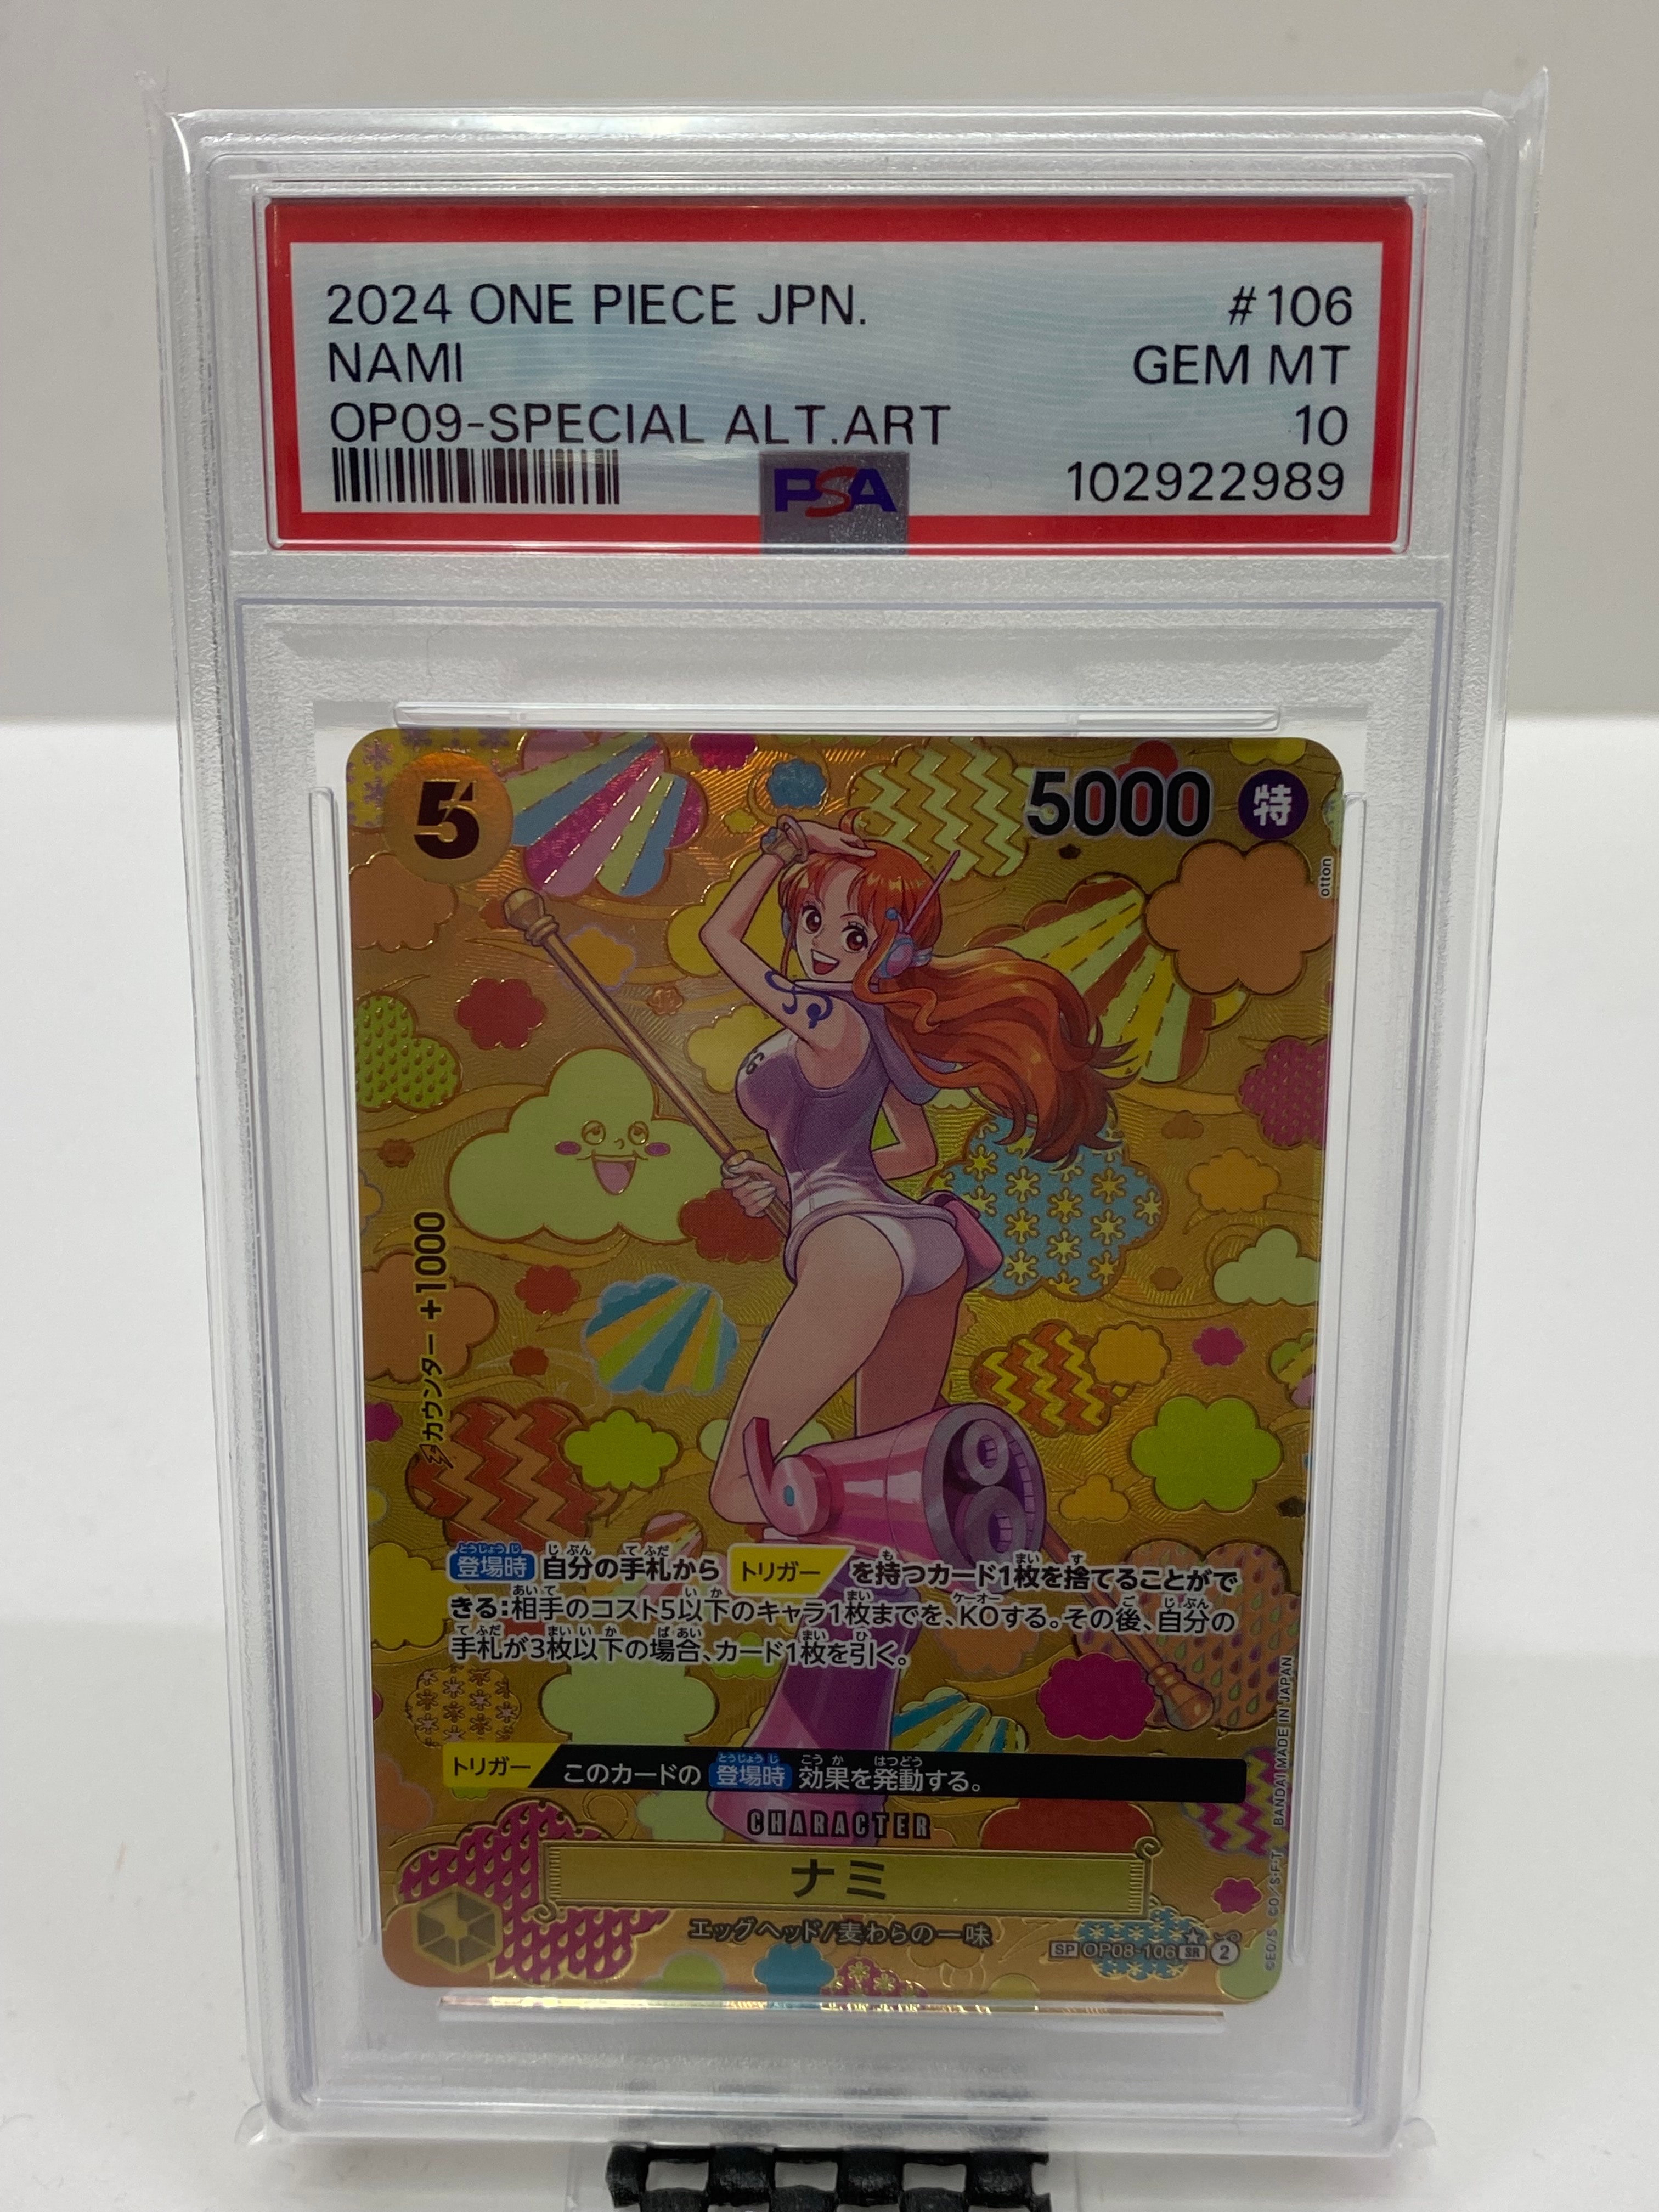 2024 ONE PIECE JPN. #106
NAMI GEM MT
OP09-SPECIAL ALT.ART 10
PSA 102922989
5 5000 特
otton
カウンター +1000
登場時 自分の手札から トリガー を持つカード1枚を捨てることがで
きる:相手のコスト5以下のキャラ1枚までを、KOする。その後、自分の
手札が3枚以下の場合、カード1枚を引く。
トリガー このカードの 登場時 効果を発動する。
CHARACTER
ナミ
エッグヘッド/麦わらの一味
SP OP08-106 SR 2
©EO/S. ©O/S·F·T BANDAI MADE IN JAPAN